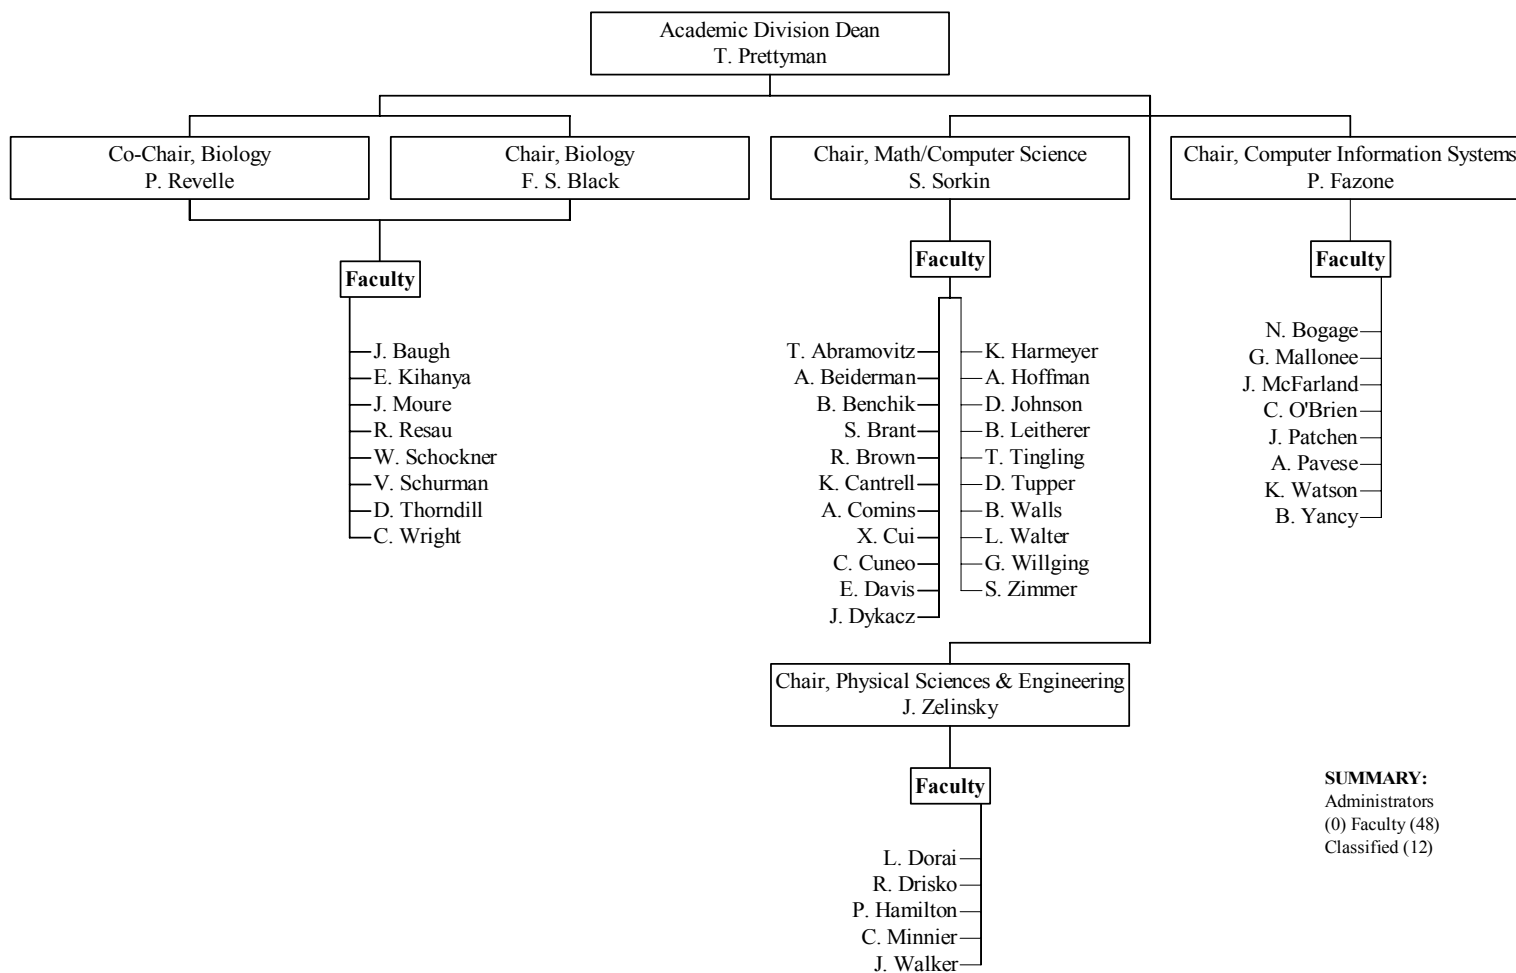 Academic Division Dean
T. Prettyman
Co-Chair, Biology
P. Revelle
Chair, Biology
F. S. Black
Chair, Math/Computer Science
S. Sorkin
Chair, Computer Information Systems
P. Fazone
Faculty
J. Baugh
E. Kihanya
J. Moure
R. Resau
W. Schockner
V. Schurman
D. Thorndill
C. Wright
Faculty
T. Abramovitz
A. Beiderman
B. Benchik
S. Brant
R. Brown
K. Cantrell
A. Comins
X. Cui
C. Cuneo
E. Davis
J. Dykacz
K. Harmeyer
A. Hoffman
D. Johnson
B. Leitherer
T. Tingling
D. Tupper
B. Walls
L. Walter
G. Willging
S. Zimmer
Faculty
N. Bogage
G. Mallonee
J. McFarland
C. O'Brien
J. Patchen
A. Pavese
K. Watson
B. Yancy
Chair, Physical Sciences & Engineering
J. Zelinsky
Faculty
L. Dorai
R. Drisko
P. Hamilton
C. Minnier
J. Walker
SUMMARY:
Administrators
(0) Faculty (48)
Classified (12)